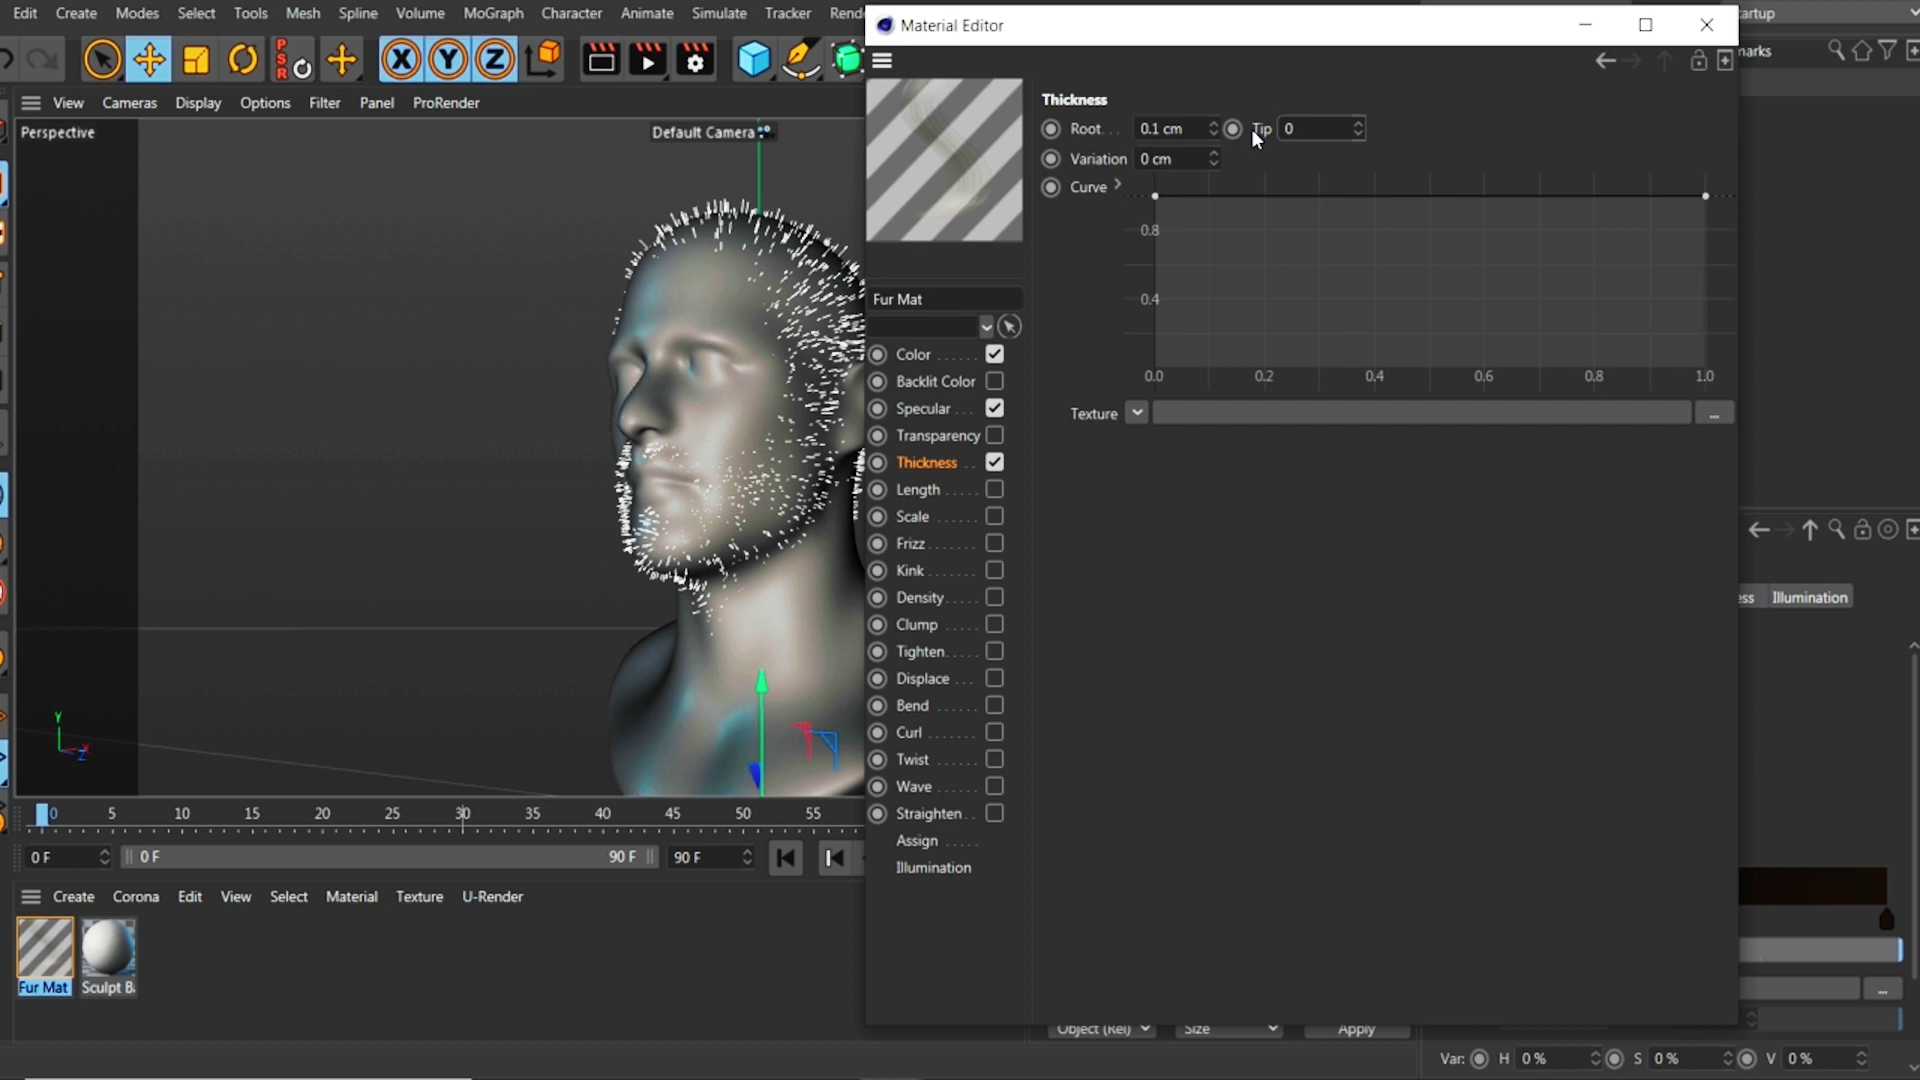 Edit Create Modes Select Tools Mesh Spline Volume MoGraph Character Animate Simulate Tracker
Material Editor
PSR X Y Z
View Cameras Display Options Filter Panel ProRender
Perspective
Default Camera
Thickness
Root... 0.1 cm Tip 0
Variation 0 cm
Curve
0.8
0.4
0.0 0.2 0.4 0.6 0.8 1.0
Texture ...
Fur Mat
Color ......
Backlit Color
Specular ...
Transparency
Thickness ..
Length .....
Scale ......
Frizz .......
Kink .......
Density.....
Clump .....
Tighten.....
Displace ...
Bend ......
Curl .......
Twist ......
Wave ......
Straighten..
Assign .....
Illumination
Illumination
Y
X
Z
0 5 10 15 20 25 30 35 40 45 50 55
0 F 0 F 90 F 90 F
Create Corona Edit View Select Material Texture U-Render
Fur Mat Sculpt B.
...
Object (Rel) Size Apply
Var: H 0 % S 0 % V 0 %